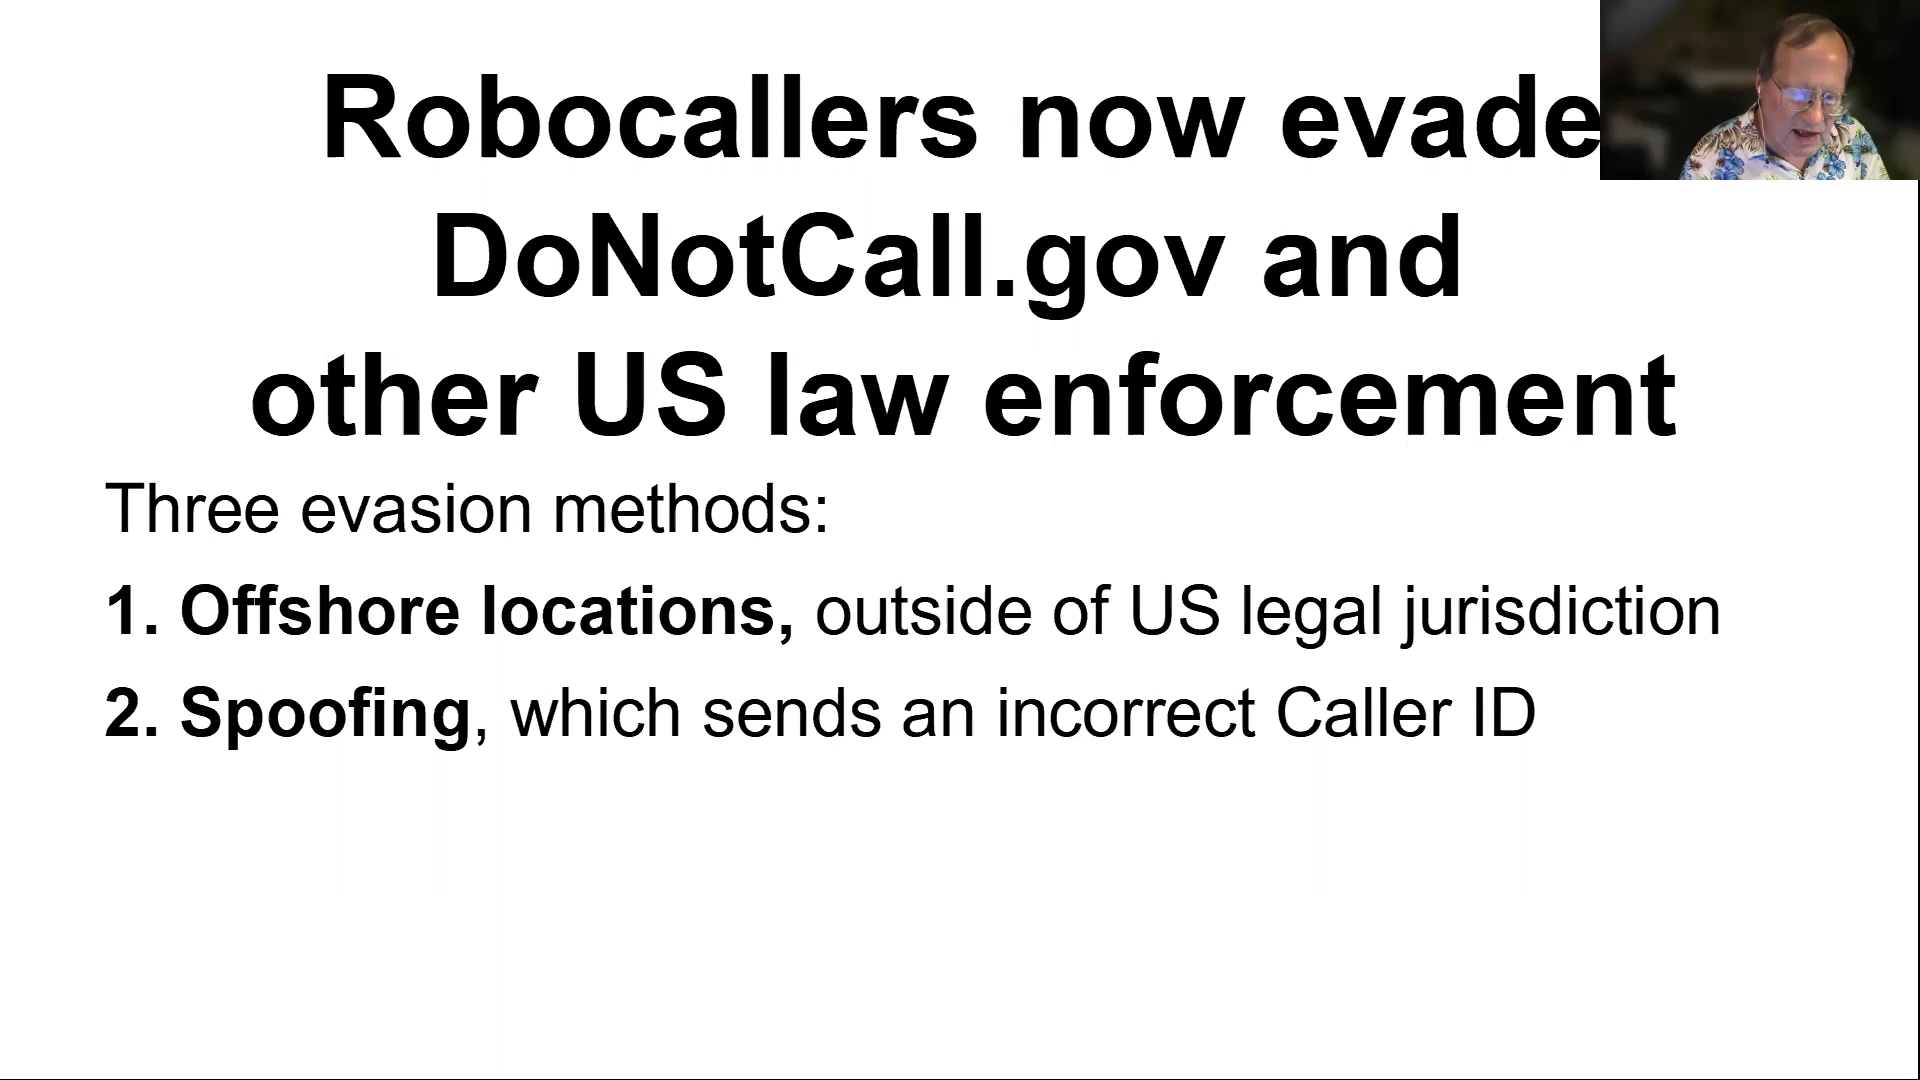 Robocallers now evade
DoNotCall.gov and
other US law enforcement
Three evasion methods:
1. Offshore locations, outside of US legal jurisdiction
2. Spoofing, which sends an incorrect Caller ID